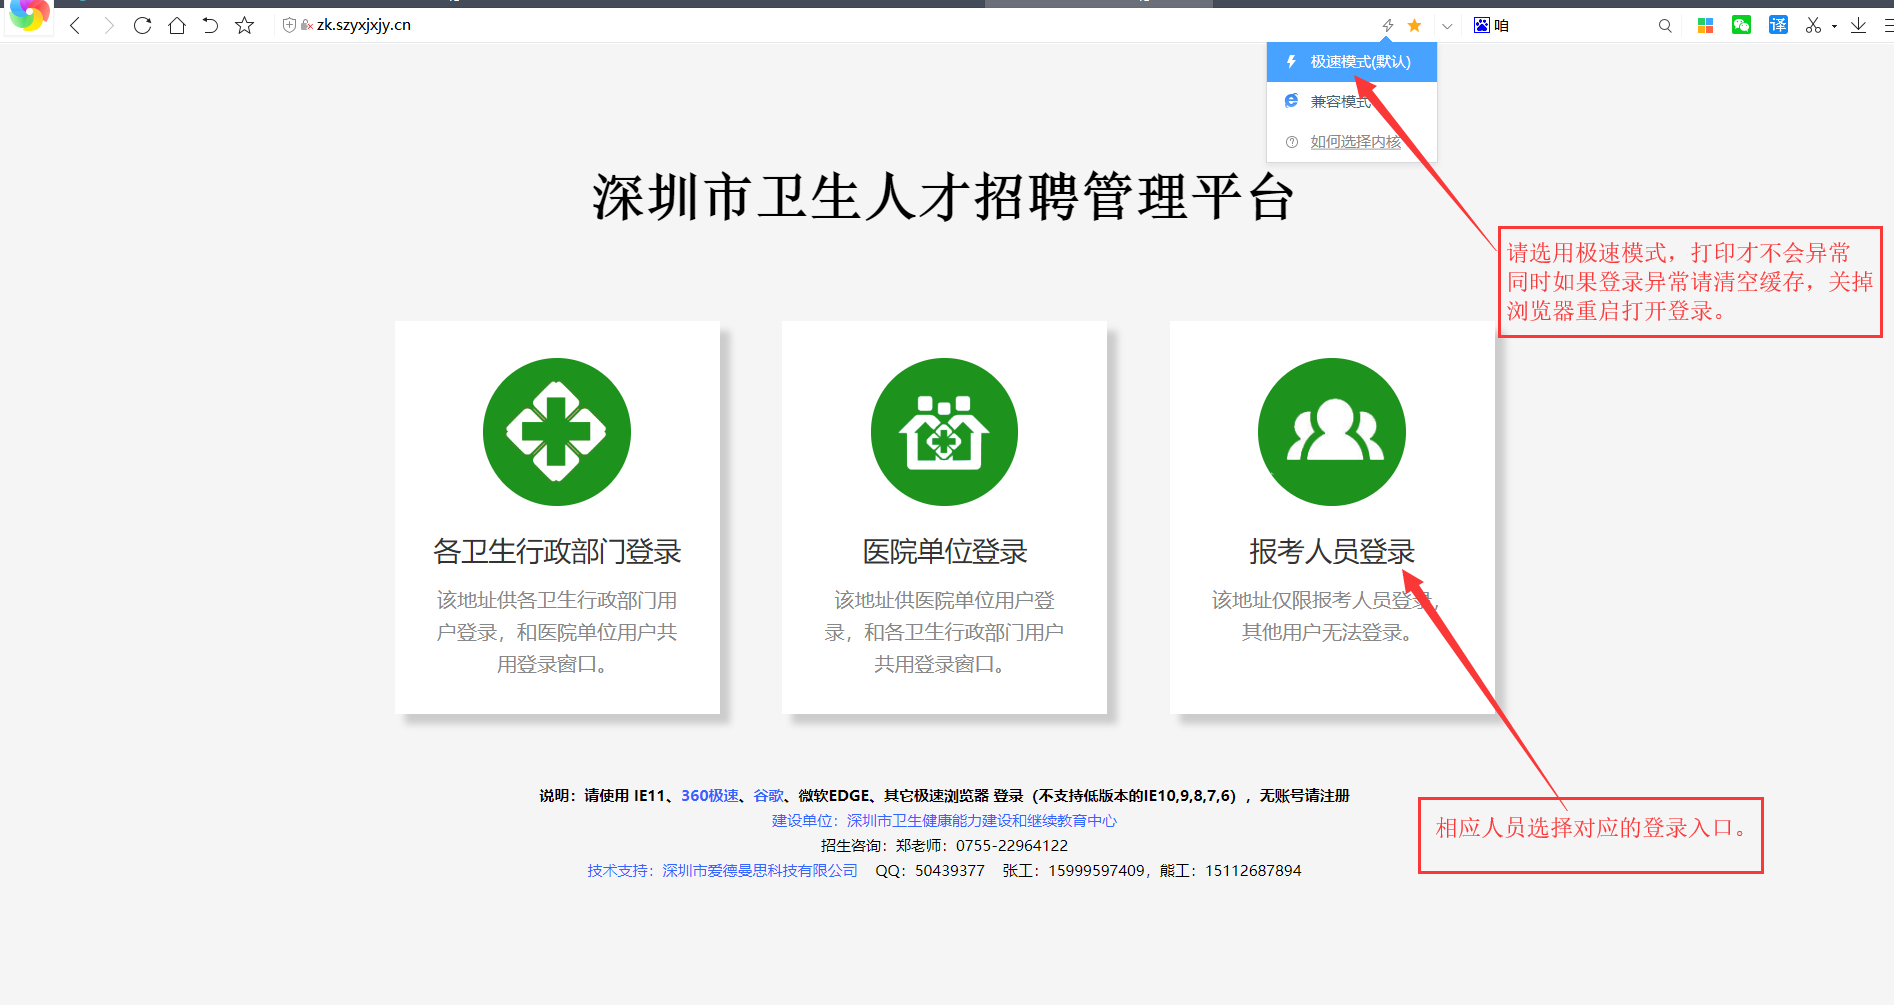 zk.szyxjxjy.cn
咱
译
极速模式(默认)
兼容模式
如何选择内核
深圳市卫生人才招聘管理平台
请选用极速模式，打印才不会异常
同时如果登录异常请清空缓存，关掉
浏览器重启打开登录。
各卫生行政部门登录
该地址供各卫生行政部门用
户登录，和医院单位用户共
用登录窗口。
医院单位登录
该地址供医院单位用户登
录，和各卫生行政部门用户
共用登录窗口。
报考人员登录
该地址仅限报考人员登录，
其他用户无法登录。
说明：请使用 IE11、360极速、谷歌、微软EDGE、其它极速浏览器 登录（不支持低版本的IE10,9,8,7,6），无账号请注册
建设单位：深圳市卫生健康能力建设和继续教育中心
招生咨询：郑老师：0755-22964122
技术支持：深圳市爱德曼思科技有限公司 QQ：50439377 张工：15999597409，熊工：15112687894
相应人员选择对应的登录入口。